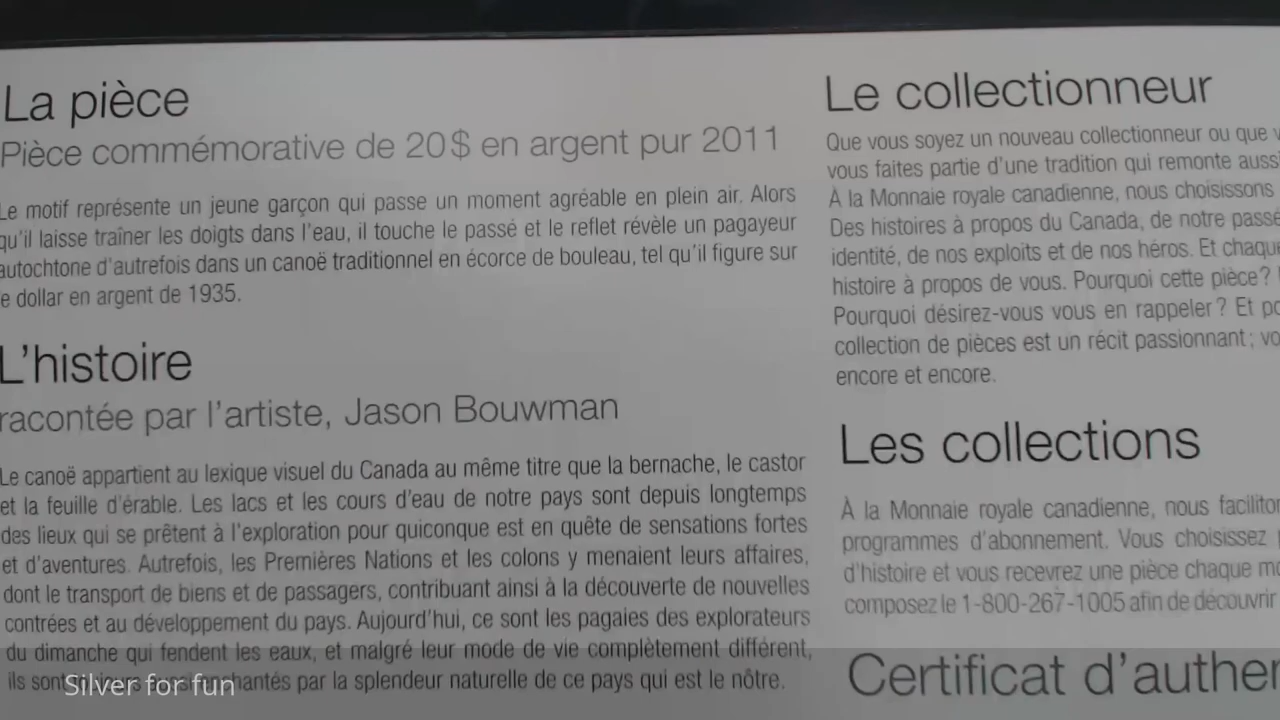 La pièce
Pièce commémorative de 20 $ en argent pur 2011
Le motif représente un jeune garçon qui passe un moment agréable en plein air. Alors
qu'il laisse traîner les doigts dans l'eau, il touche le passé et le reflet révèle un pagayeur
autochtone d'autrefois dans un canoë traditionnel en écorce de bouleau, tel qu'il figure sur
e dollar en argent de 1935.
L'histoire
racontée par l'artiste, Jason Bouwman
Le canoë appartient au lexique visuel du Canada au même titre que la bernache, le castor
et la feuille d'érable. Les lacs et les cours d'eau de notre pays sont depuis longtemps
des lieux qui se prêtent à l'exploration pour quiconque est en quête de sensations fortes
et d'aventures. Autrefois, les Premières Nations et les colons y menaient leurs affaires,
dont le transport de biens et de passagers, contribuant ainsi à la découverte de nouvelles
contrées et au développement du pays. Aujourd'hui, ce sont les pagaies des explorateurs
du dimanche qui fendent les eaux, et malgré leur mode de vie complètement différent,
ils sont par la splendeur naturelle de ce pays qui est le nôtre.
Le collectionneur
Que vous soyez un nouveau collectionneur ou que v
vous faites partie d'une tradition qui remonte aussi
À la Monnaie royale canadienne, nous choisissons
Des histoires à propos du Canada, de notre passé
identité, de nos exploits et de nos héros. Et chaqu
histoire à propos de vous. Pourquoi cette pièce?
Pourquoi désirez-vous vous en rappeler ? Et po
collection de pièces est un récit passionnant ; vo
encore et encore.
Les collections
À la Monnaie royale canadienne, nous faciliton
programmes d'abonnement. Vous choisissez
d'histoire et vous recevrez une pièce chaque mo
composez le 1-800-267-1005 afin de découvrir
Certificat d'authen
Silver for fun